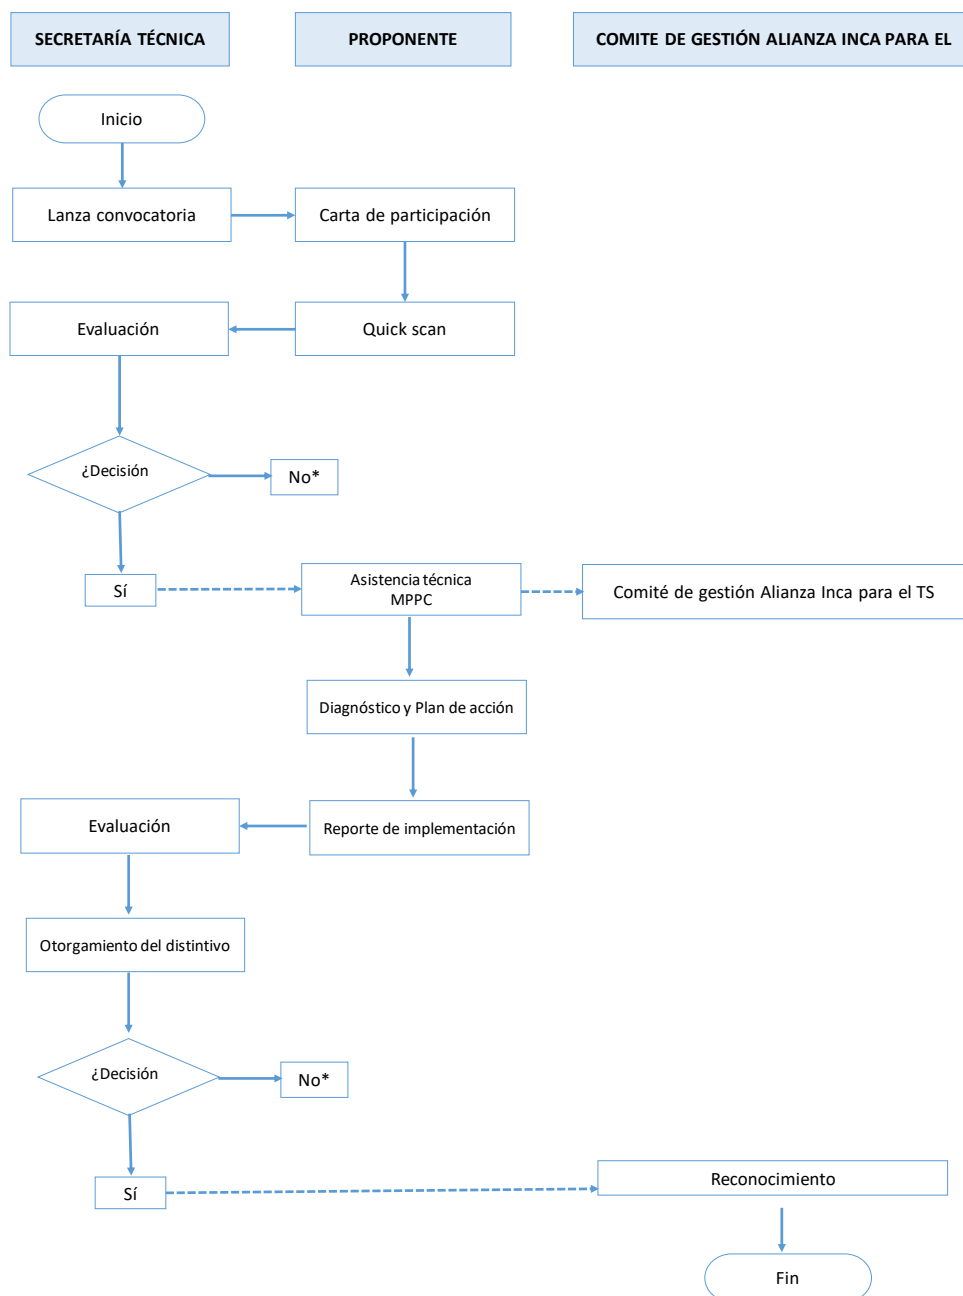 SECRETARÍA TÉCNICA
PROPONENTE
COMITE DE GESTIÓN ALIANZA INCA PARA EL
Inicio
Lanza convocatoria
Carta de participación
Evaluación
Quick scan
¿Decisión
No*
Sí
Asistencia técnica
MPPC
Comité de gestión Alianza Inca para el TS
Diagnóstico y Plan de acción
Evaluación
Reporte de implementación
Otorgamiento del distintivo
¿Decisión
No*
Sí
Reconocimiento
Fin